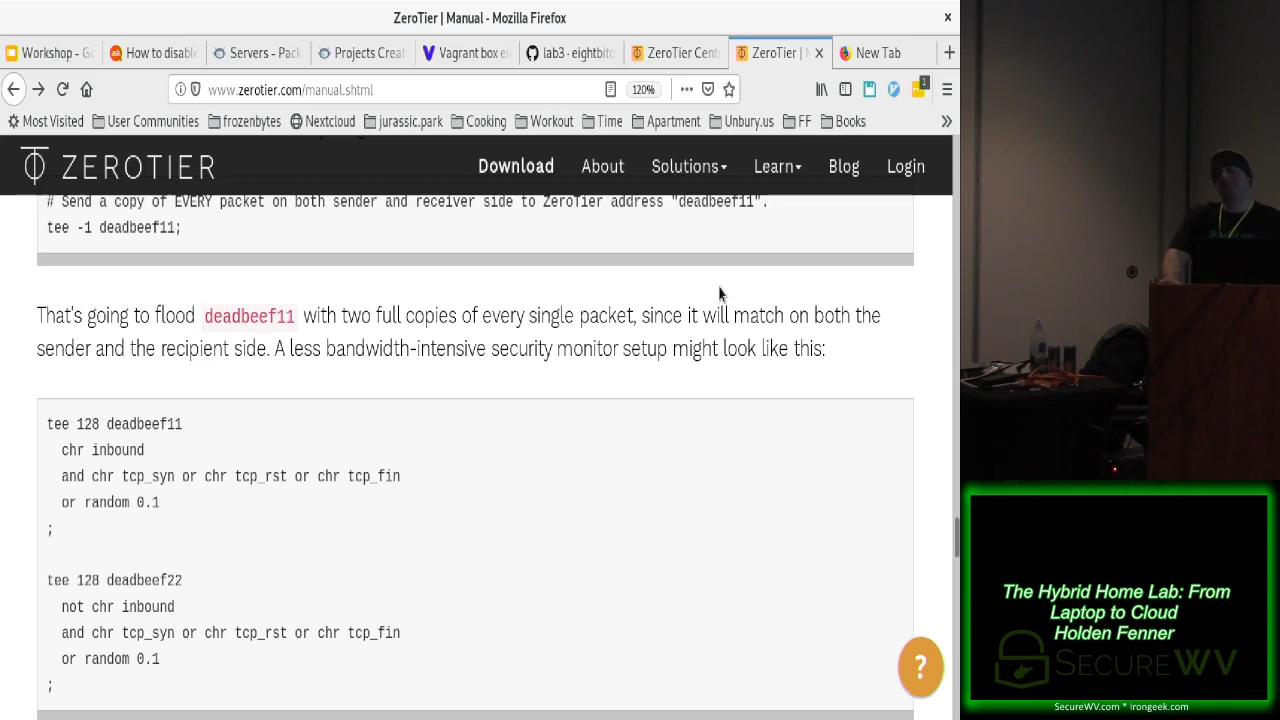 ZeroTier | Manual - Mozilla Firefox
×
Workshop - Go
How to disable
Servers - Pack
Projects Creat
Vagrant box ei
lab3 · eightbit
ZeroTier Cent
ZeroTier | M
×
New Tab
+
www.zerotier.com/manual.shtml
120%
1
Most Visited
User Communities
frozenbytes
Nextcloud
jurassic.park
Cooking
Workout
Time
Apartment
Unbury.us
FF
Books
ZEROTIER
Download
About
Solutions
Learn
Blog
Login
# Send a copy of EVERY packet on both sender and receiver side to ZeroTier address "deadbeef11".
tee -1 deadbeef11;
That's going to flood deadbeef11 with two full copies of every single packet, since it will match on both the
sender and the recipient side. A less bandwidth-intensive security monitor setup might look like this:
tee 128 deadbeef11
chr inbound
and chr tcp_syn or chr tcp_rst or chr tcp_fin
or random 0.1
;
tee 128 deadbeef22
not chr inbound
and chr tcp_syn or chr tcp_rst or chr tcp_fin
or random 0.1
;
?
The Hybrid Home Lab: From
Laptop to Cloud
Holden Fenner
SECUREWV
SecureWV.com * Irongeek.com